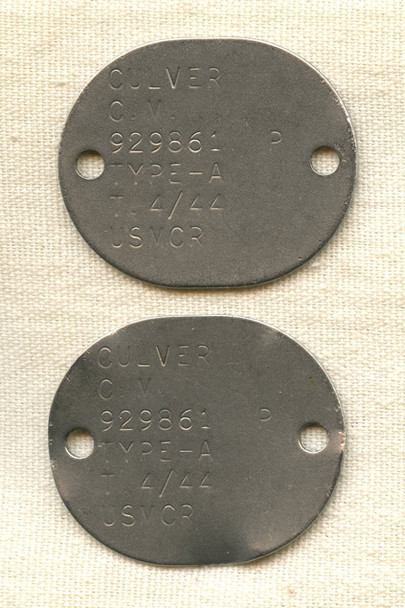 CULVER
C. V.
929861 P
TYPE-A
T. 4/44
USMCR
CULVER
C. V.
929861 P
TYPE-A
T. 4/44
USMCR